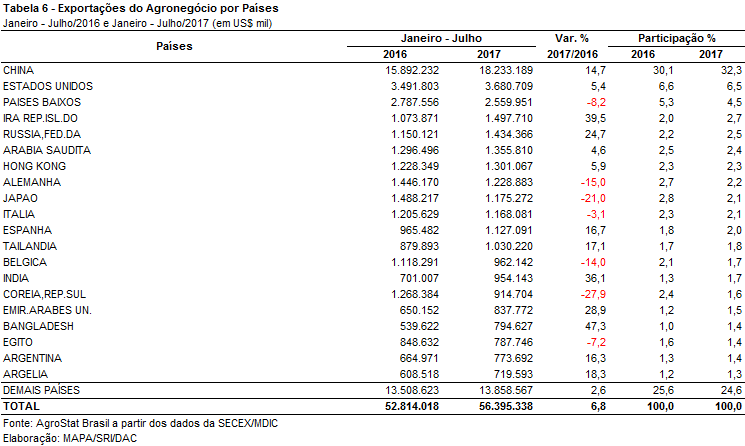 Tabela 6 - Exportações do Agronegócio por Países
Janeiro - Julho/2016 e Janeiro - Julho/2017 (em US$ mil)
Países Janeiro - Julho Var. % Participação %
2016 2017 2017/2016 2016 2017
CHINA 15.892.232 18.233.189 14,7 30,1 32,3
ESTADOS UNIDOS 3.491.803 3.680.709 5,4 6,6 6,5
PAISES BAIXOS 2.787.556 2.559.951 -8,2 5,3 4,5
IRA REP.ISL.DO 1.073.871 1.497.710 39,5 2,0 2,7
RUSSIA,FED.DA 1.150.121 1.434.366 24,7 2,2 2,5
ARABIA SAUDITA 1.296.496 1.355.810 4,6 2,5 2,4
HONG KONG 1.228.349 1.301.067 5,9 2,3 2,3
ALEMANHA 1.446.170 1.228.883 -15,0 2,7 2,2
JAPAO 1.488.217 1.175.272 -21,0 2,8 2,1
ITALIA 1.205.629 1.168.081 -3,1 2,3 2,1
ESPANHA 965.482 1.127.091 16,7 1,8 2,0
TAILANDIA 879.893 1.030.220 17,1 1,7 1,8
BELGICA 1.118.291 962.142 -14,0 2,1 1,7
INDIA 701.007 954.143 36,1 1,3 1,7
COREIA,REP.SUL 1.268.384 914.704 -27,9 2,4 1,6
EMIR.ARABES UN. 650.152 837.772 28,9 1,2 1,5
BANGLADESH 539.622 794.627 47,3 1,0 1,4
EGITO 848.632 787.746 -7,2 1,6 1,4
ARGENTINA 664.971 773.692 16,3 1,3 1,4
ARGELIA 608.518 719.593 18,3 1,2 1,3
DEMAIS PAÍSES 13.508.623 13.858.567 2,6 25,6 24,6
TOTAL 52.814.018 56.395.338 6,8 100,0 100,0
Fonte: AgroStat Brasil a partir dos dados da SECEX/MDIC
Elaboração: MAPA/SRI/DAC